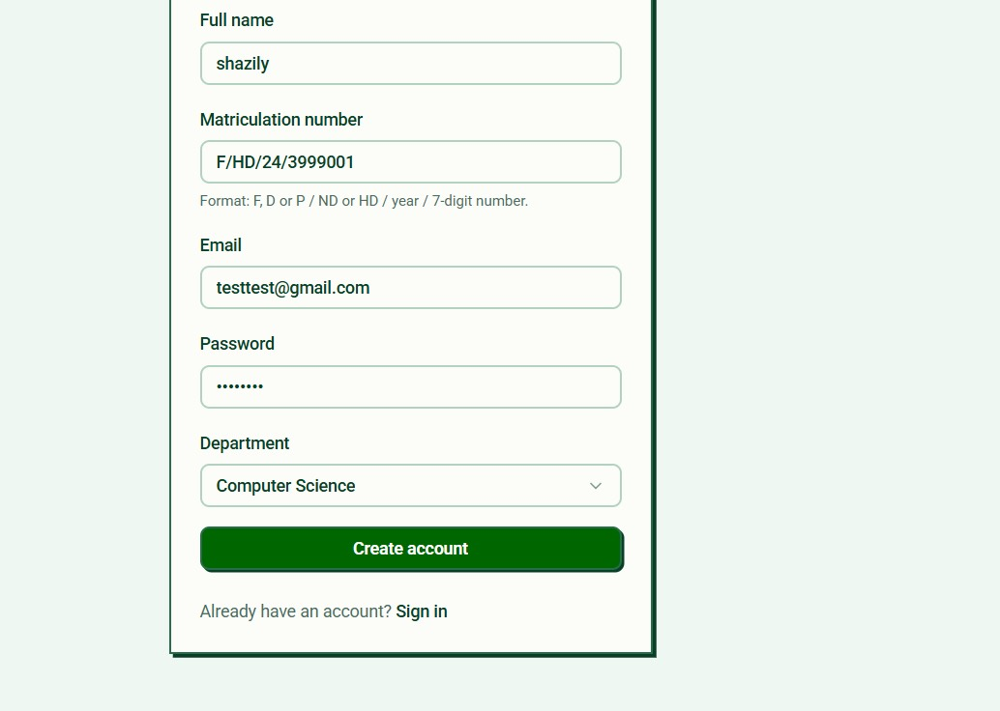 Full name
shazily
Matriculation number
F/HD/24/3999001
Format: F, D or P / ND or HD / year / 7-digit number.
Email
testtest@gmail.com
Password
••••••••
Department
Computer Science
Create account
Already have an account? Sign in